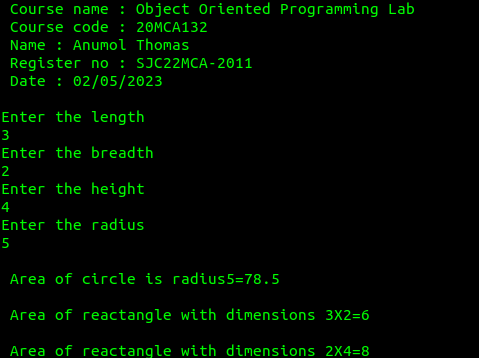 Course name : Object Oriented Programming Lab
Course code : 20MCA132
Name : Anumol Thomas
Register no : SJC22MCA-2011
Date : 02/05/2023
Enter the length
3
Enter the breadth
2
Enter the height
4
Enter the radius
5
Area of circle is radius5=78.5
Area of reactangle with dimensions 3X2=6
Area of reactangle with dimensions 2X4=8